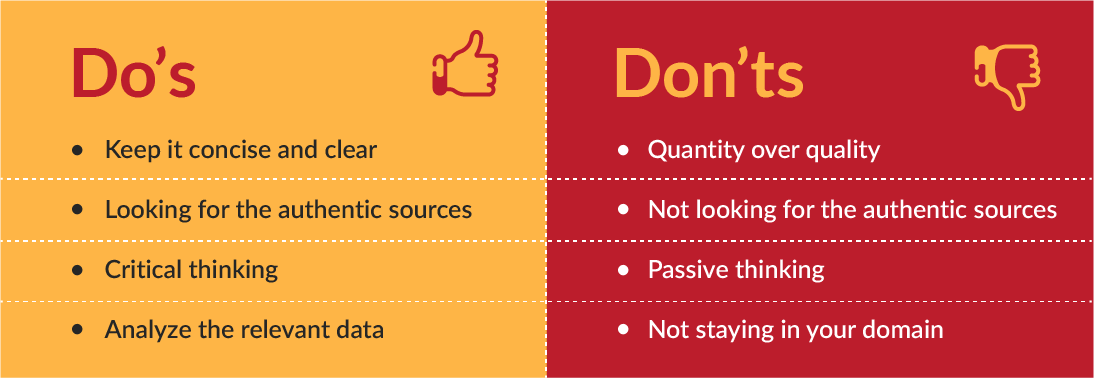 Do’s
• Keep it concise and clear
• Looking for the authentic sources
• Critical thinking
• Analyze the relevant data
Don’ts
• Quantity over quality
• Not looking for the authentic sources
• Passive thinking
• Not staying in your domain